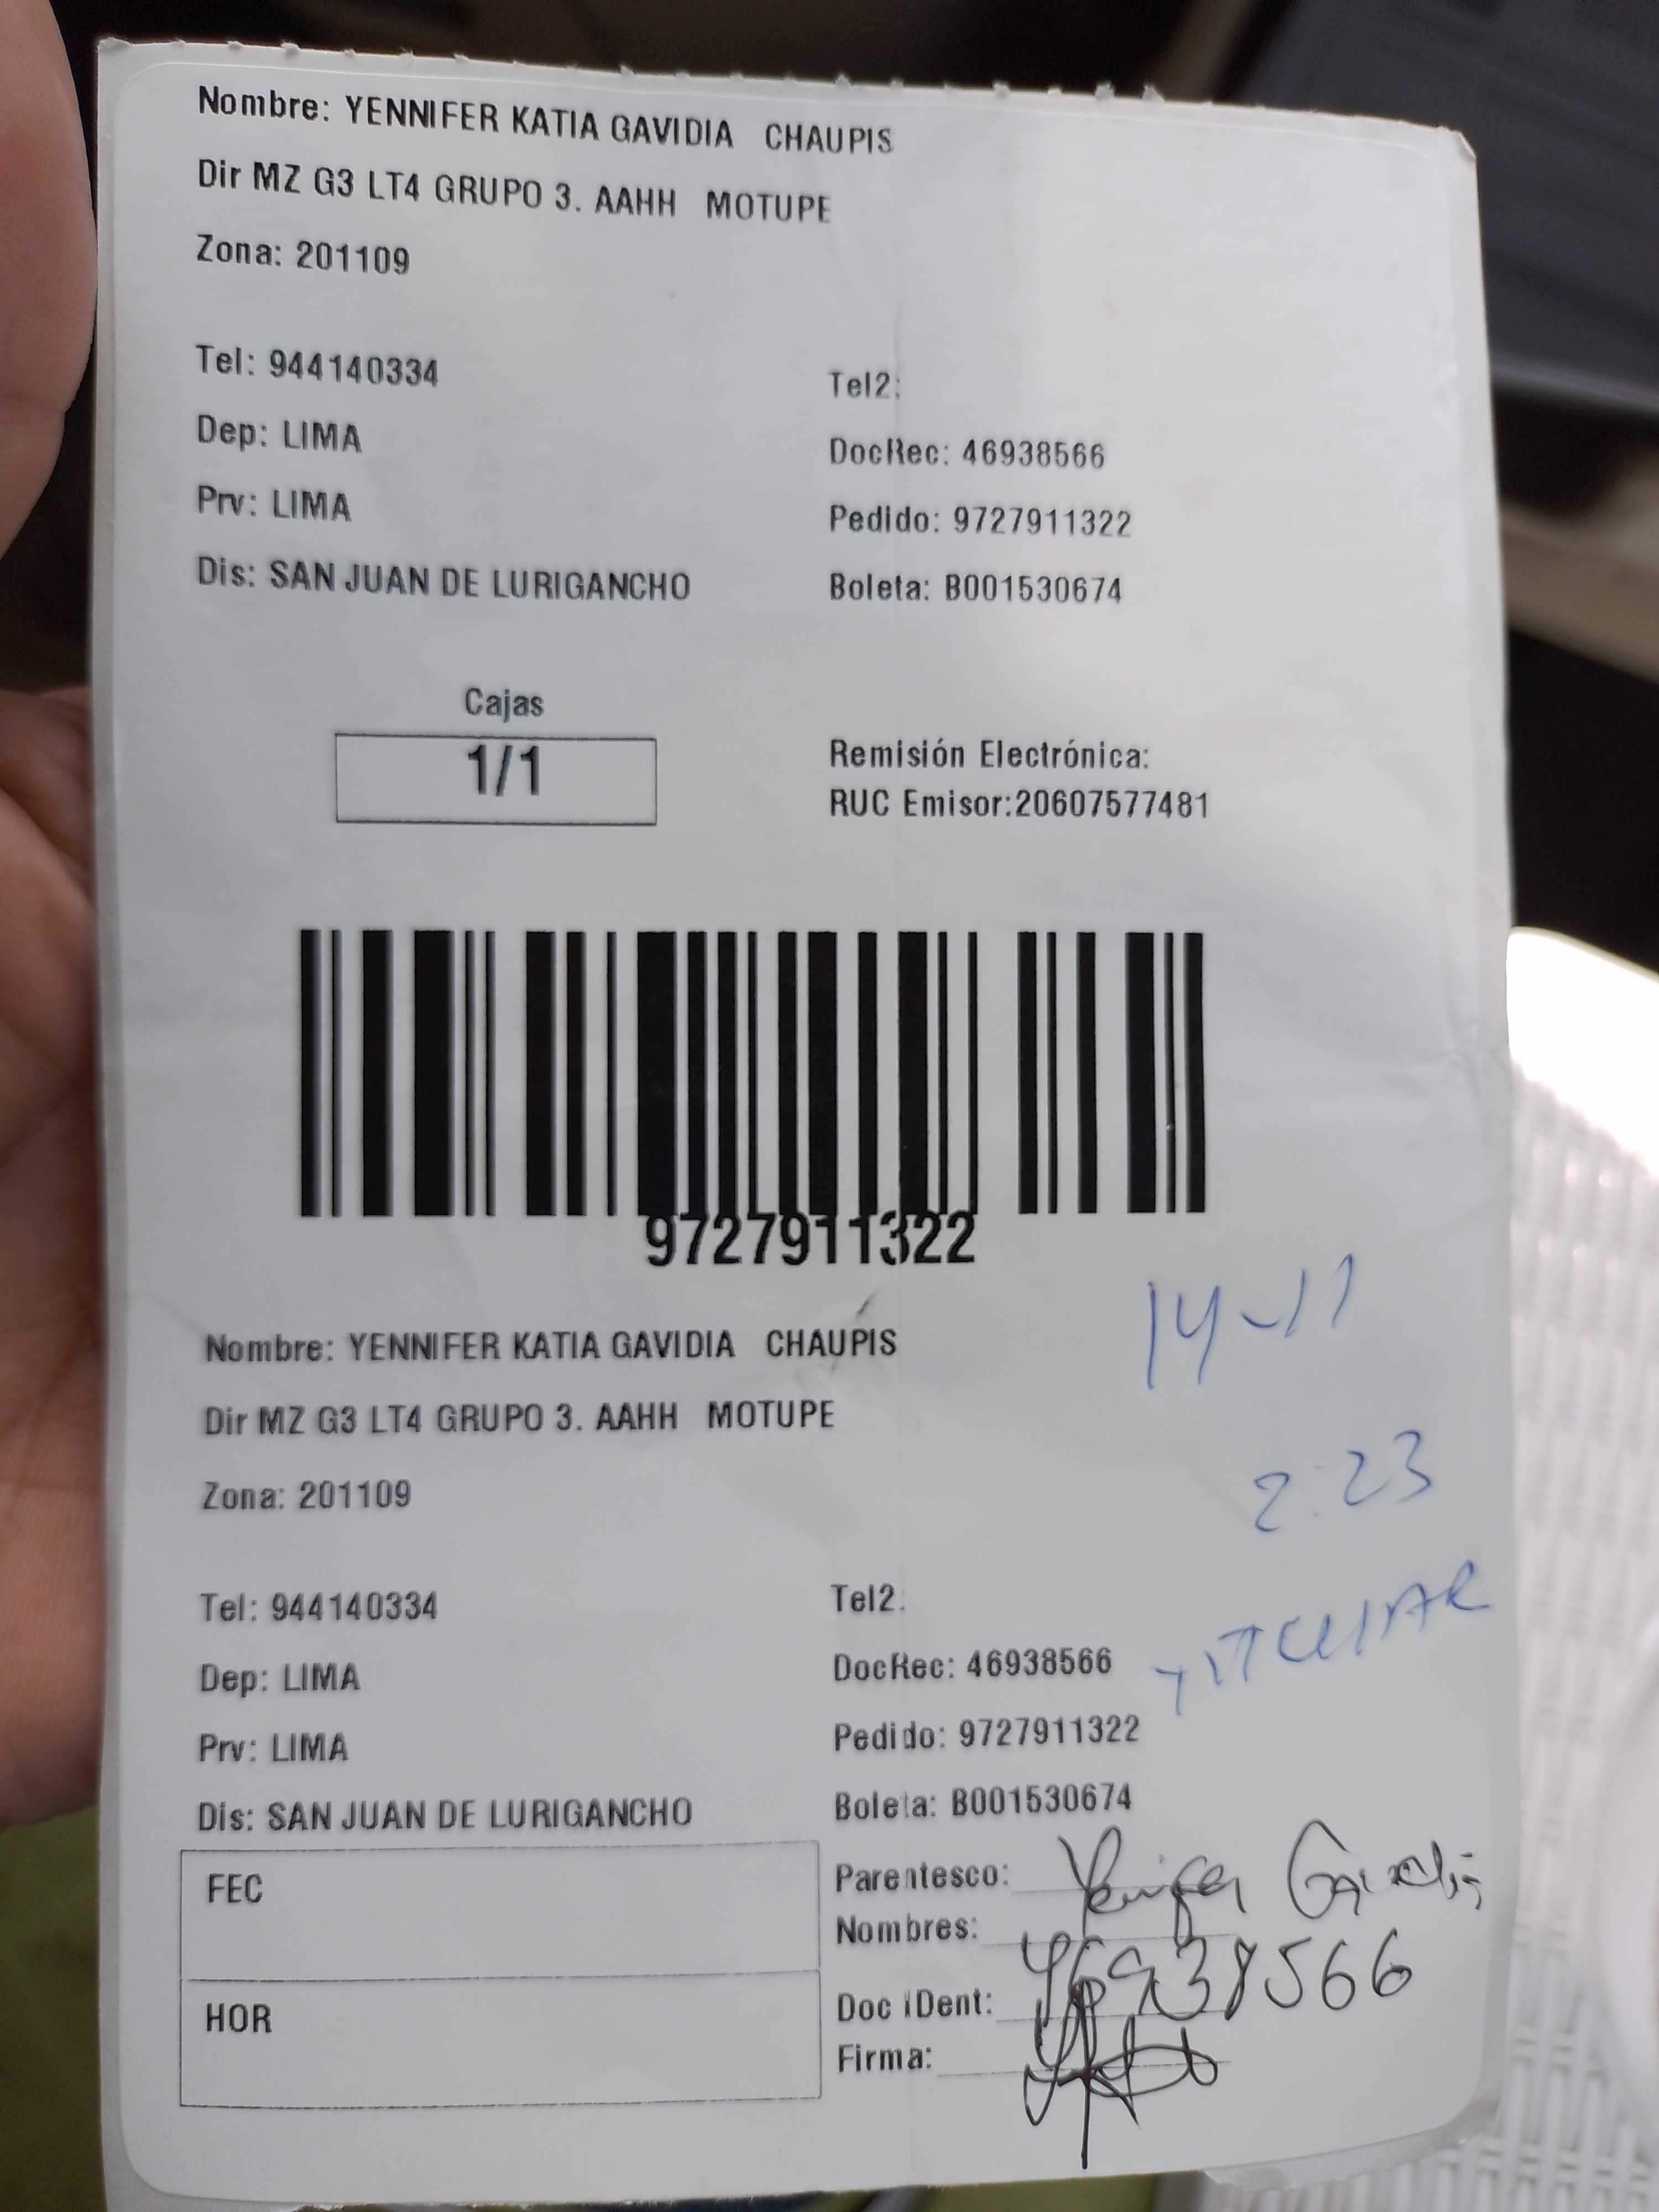 Nombre: YENNIFER KATIA GAVIDIA CHAUPIS
Dir MZ G3 LT4 GRUPO 3. AAHH MOTUPE
Zona: 201109
Tel: 944140334
Tel2:
Dep: LIMA
DocRec: 46938566
Prv: LIMA
Pedido: 9727911322
Dis: SAN JUAN DE LURIGANCHO
Boleta: B001530674
Cajas
1/1
Remisión Electrónica:
RUC Emisor:20607577481
9727911322
14-11
Nombre: YENNIFER KATIA GAVIDIA CHAUPIS
Dir MZ G3 LT4 GRUPO 3. AAHH MOTUPE
2:23
Zona: 201109
Tel: 944140334
Tel2:
Dep: LIMA
DocRec: 46938566
Prv: LIMA
Pedido: 9727911322
Dis: SAN JUAN DE LURIGANCHO
Boleta: B001530674
FEC
Parentesco: Yenifer Gavidia
Nombres:
HOR
Doc IDent: 46938566
Firma: